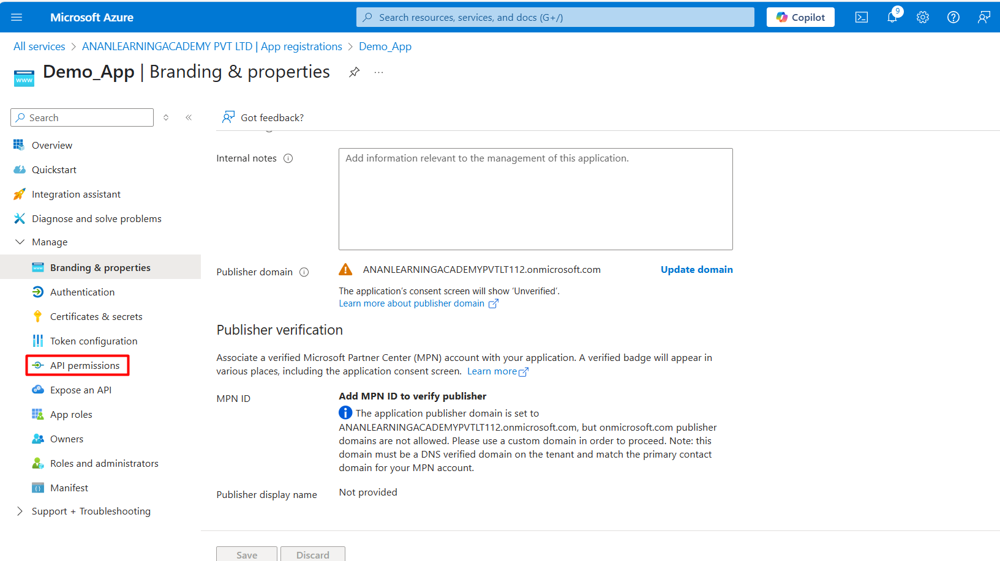 Microsoft Azure
Search resources, services, and docs (G+/)
Copilot
9
All services > ANANLEARNINGACADEMY PVT LTD | App registrations > Demo_App
www
Demo_App | Branding & properties
...
Search
Got feedback?
Overview
Quickstart
Integration assistant
Diagnose and solve problems
Manage
Branding & properties
Authentication
Certificates & secrets
Token configuration
API permissions
Expose an API
App roles
Owners
Roles and administrators
Manifest
Support + Troubleshooting
Internal notes
Add information relevant to the management of this application.
Publisher domain
ANANLEARNINGACADEMYPVTLT112.onmicrosoft.com
Update domain
The application’s consent screen will show ‘Unverified’.
Learn more about publisher domain
Publisher verification
Associate a verified Microsoft Partner Center (MPN) account with your application. A verified badge will appear in
various places, including the application consent screen. Learn more
MPN ID
Add MPN ID to verify publisher
The application publisher domain is set to
ANANLEARNINGACADEMYPVTLT112.onmicrosoft.com, but onmicrosoft.com publisher
domains are not allowed. Please use a custom domain in order to proceed. Note: this
domain must be a DNS verified domain on the tenant and match the primary contact
domain for your MPN account.
Publisher display name
Not provided
Save
Discard